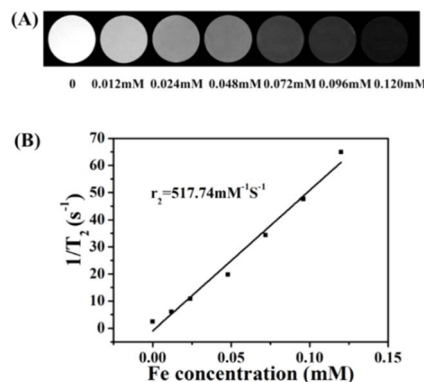 (A)
0 0.012mM 0.024mM 0.048mM 0.072mM 0.096mM 0.120mM
(B)
70
60
50
40
30
20
10
0
1/T₂ (s⁻¹)
r₂=517.74mM⁻¹S⁻¹
0.00 0.05 0.10 0.15
Fe concentration (mM)